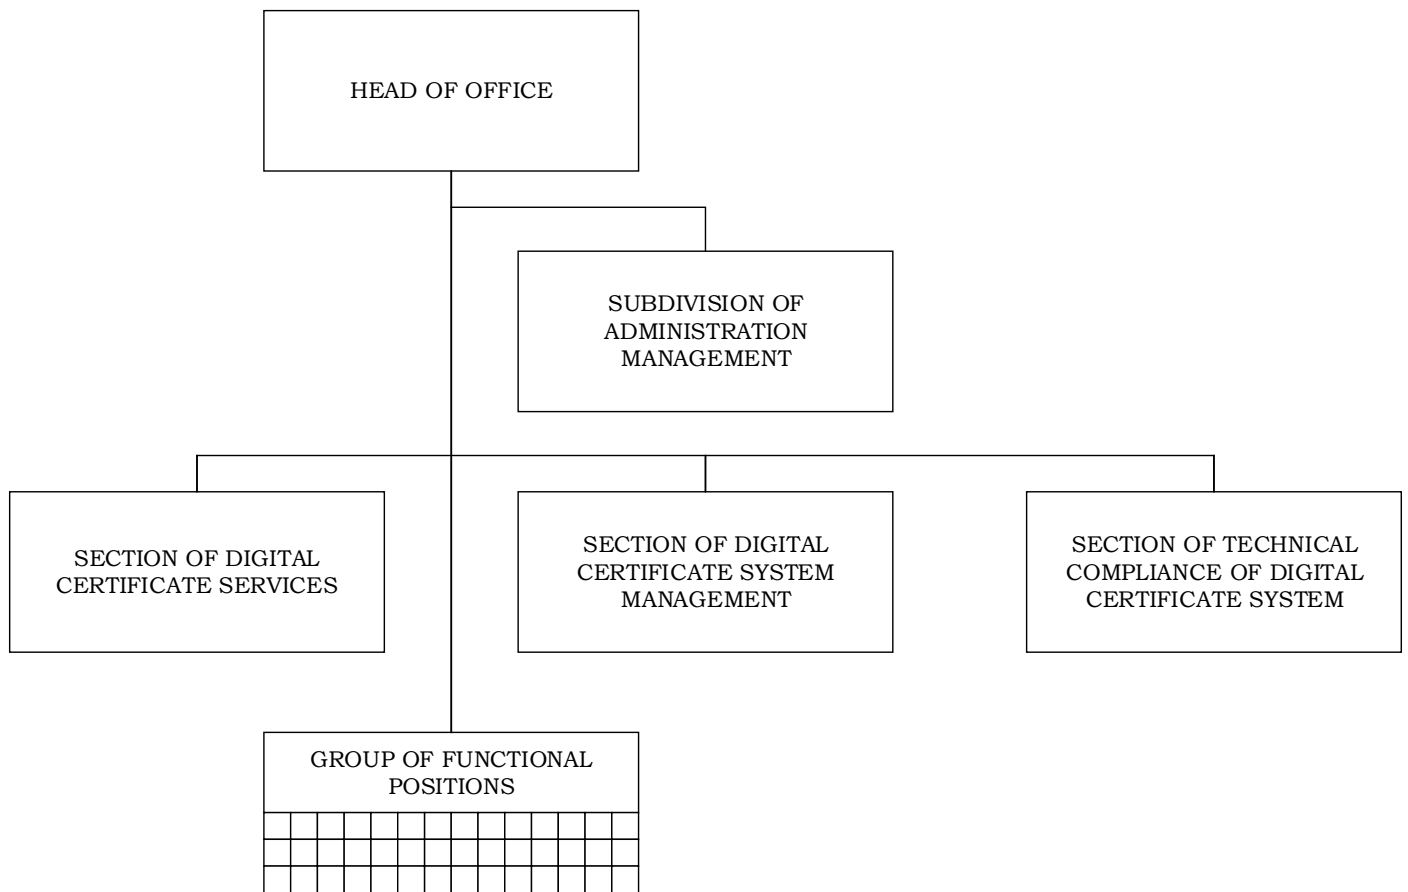 HEAD OF OFFICE
SUBDIVISION OF
ADMINISTRATION
MANAGEMENT
SECTION OF DIGITAL
CERTIFICATE SERVICES
SECTION OF DIGITAL
CERTIFICATE SYSTEM
MANAGEMENT
SECTION OF TECHNICAL
COMPLIANCE OF DIGITAL
CERTIFICATE SYSTEM
GROUP OF FUNCTIONAL
POSITIONS